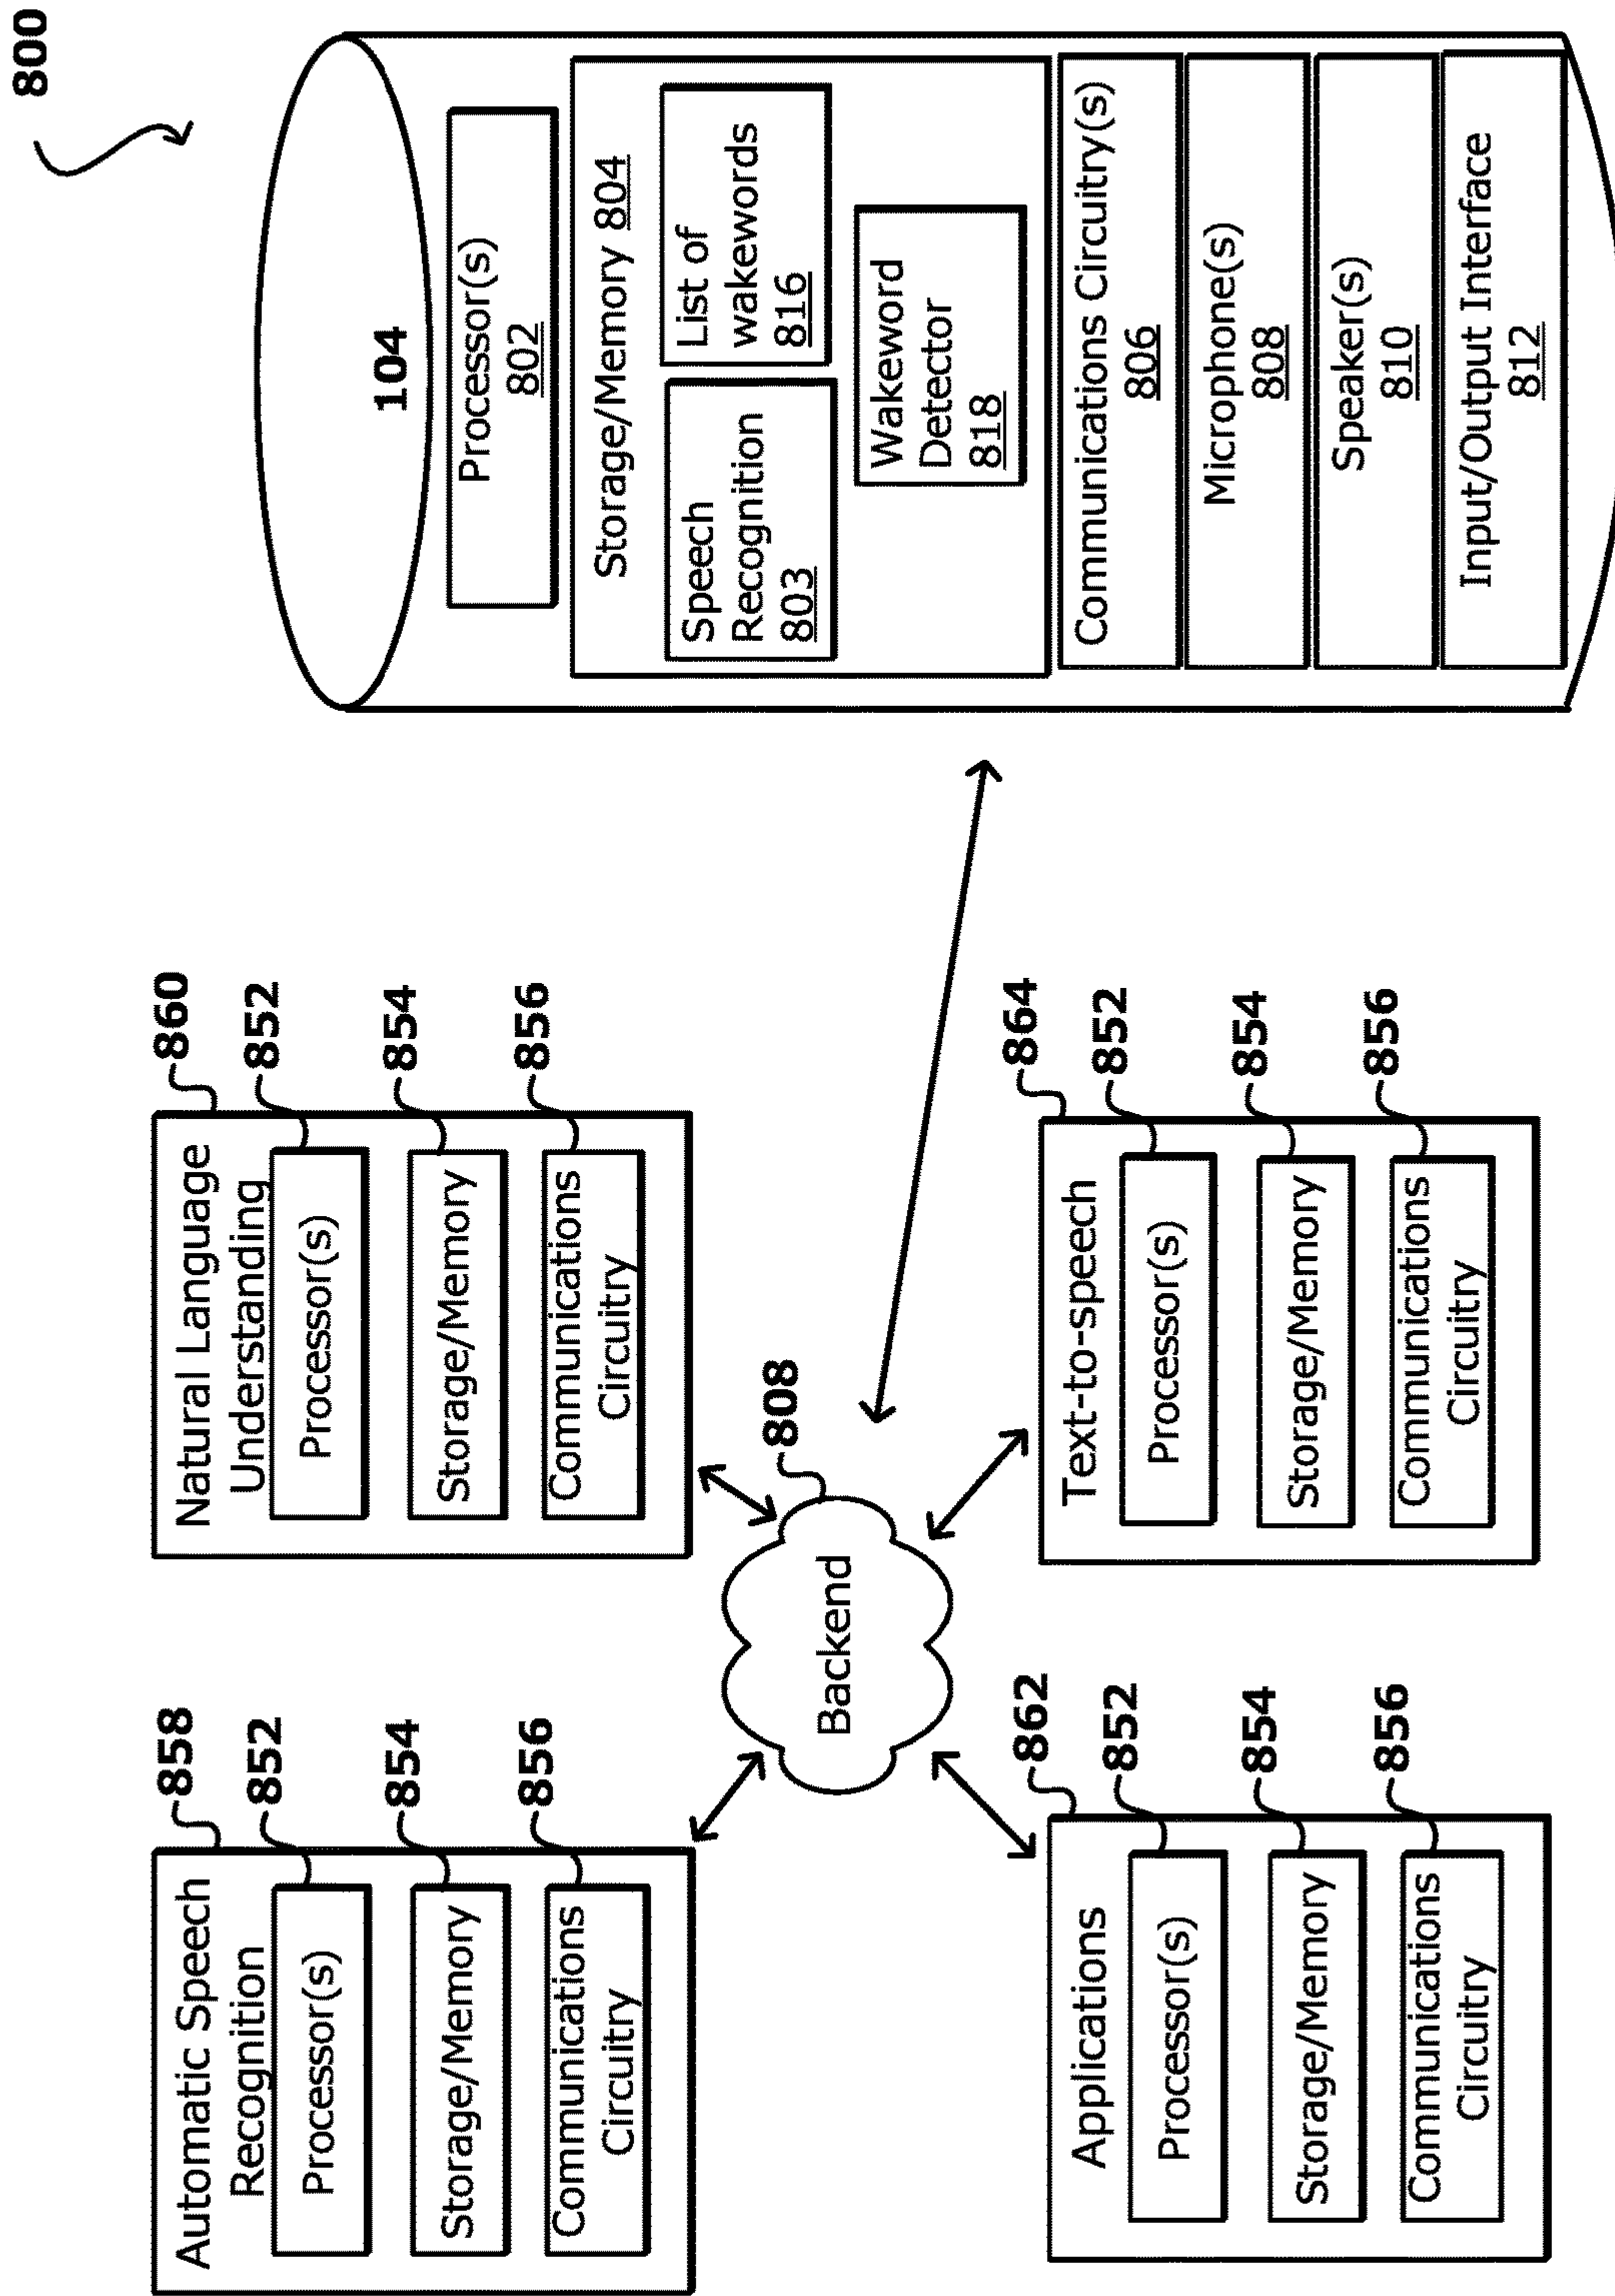 800
Automatic Speech
Recognition
858
Processor(s)
852
Storage/Memory
854
Communications
Circuitry
856
Natural Language
Understanding
860
Processor(s)
852
Storage/Memory
854
Communications
Circuitry
856
Backend
808
Applications
862
Processor(s)
852
Storage/Memory
854
Communications
Circuitry
856
Text-to-speech
864
Processor(s)
852
Storage/Memory
854
Communications
Circuitry
856
104
Processor(s)
802
Storage/Memory 804
Speech
Recognition
803
List of
wakewords
816
Wakeword
Detector
818
Communications Circuitry(s)
806
Microphone(s)
808
Speaker(s)
810
Input/Output Interface
812